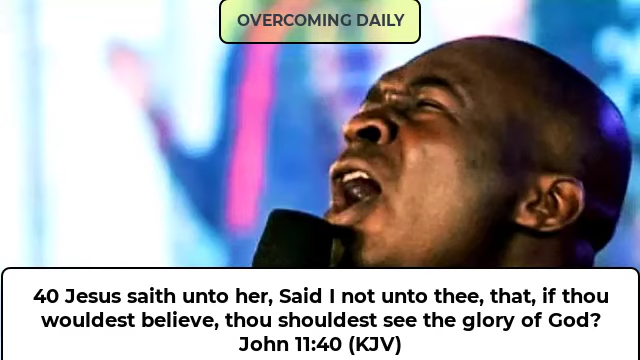 OVERCOMING DAILY
40 Jesus saith unto her, Said I not unto thee, that, if thou
wouldest believe, thou shouldest see the glory of God?
John 11:40 (KJV)